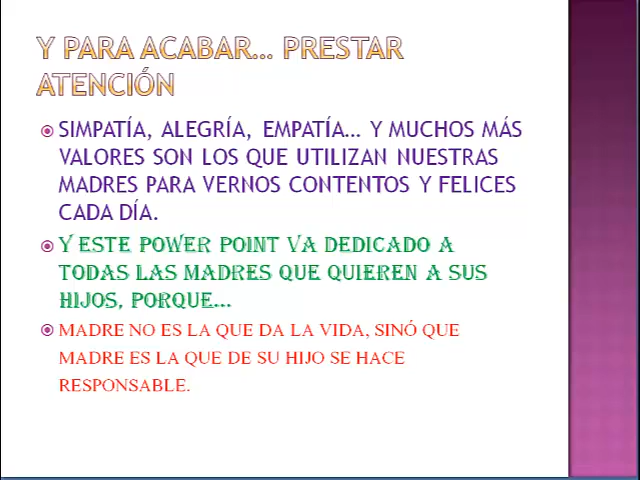 Y PARA ACABAR... PRESTAR
ATENCIÓN
SIMPATÍA, ALEGRÍA, EMPATÍA... Y MUCHOS MÁS
VALORES SON LOS QUE UTILIZAN NUESTRAS
MADRES PARA VERNOS CONTENTOS Y FELICES
CADA DÍA.
Y ESTE POWER POINT VA DEDICADO A
TODAS LAS MADRES QUE QUIEREN A SUS
HIJOS, PORQUE...
MADRE NO ES LA QUE DA LA VIDA, SINÓ QUE
MADRE ES LA QUE DE SU HIJO SE HACE
RESPONSABLE.